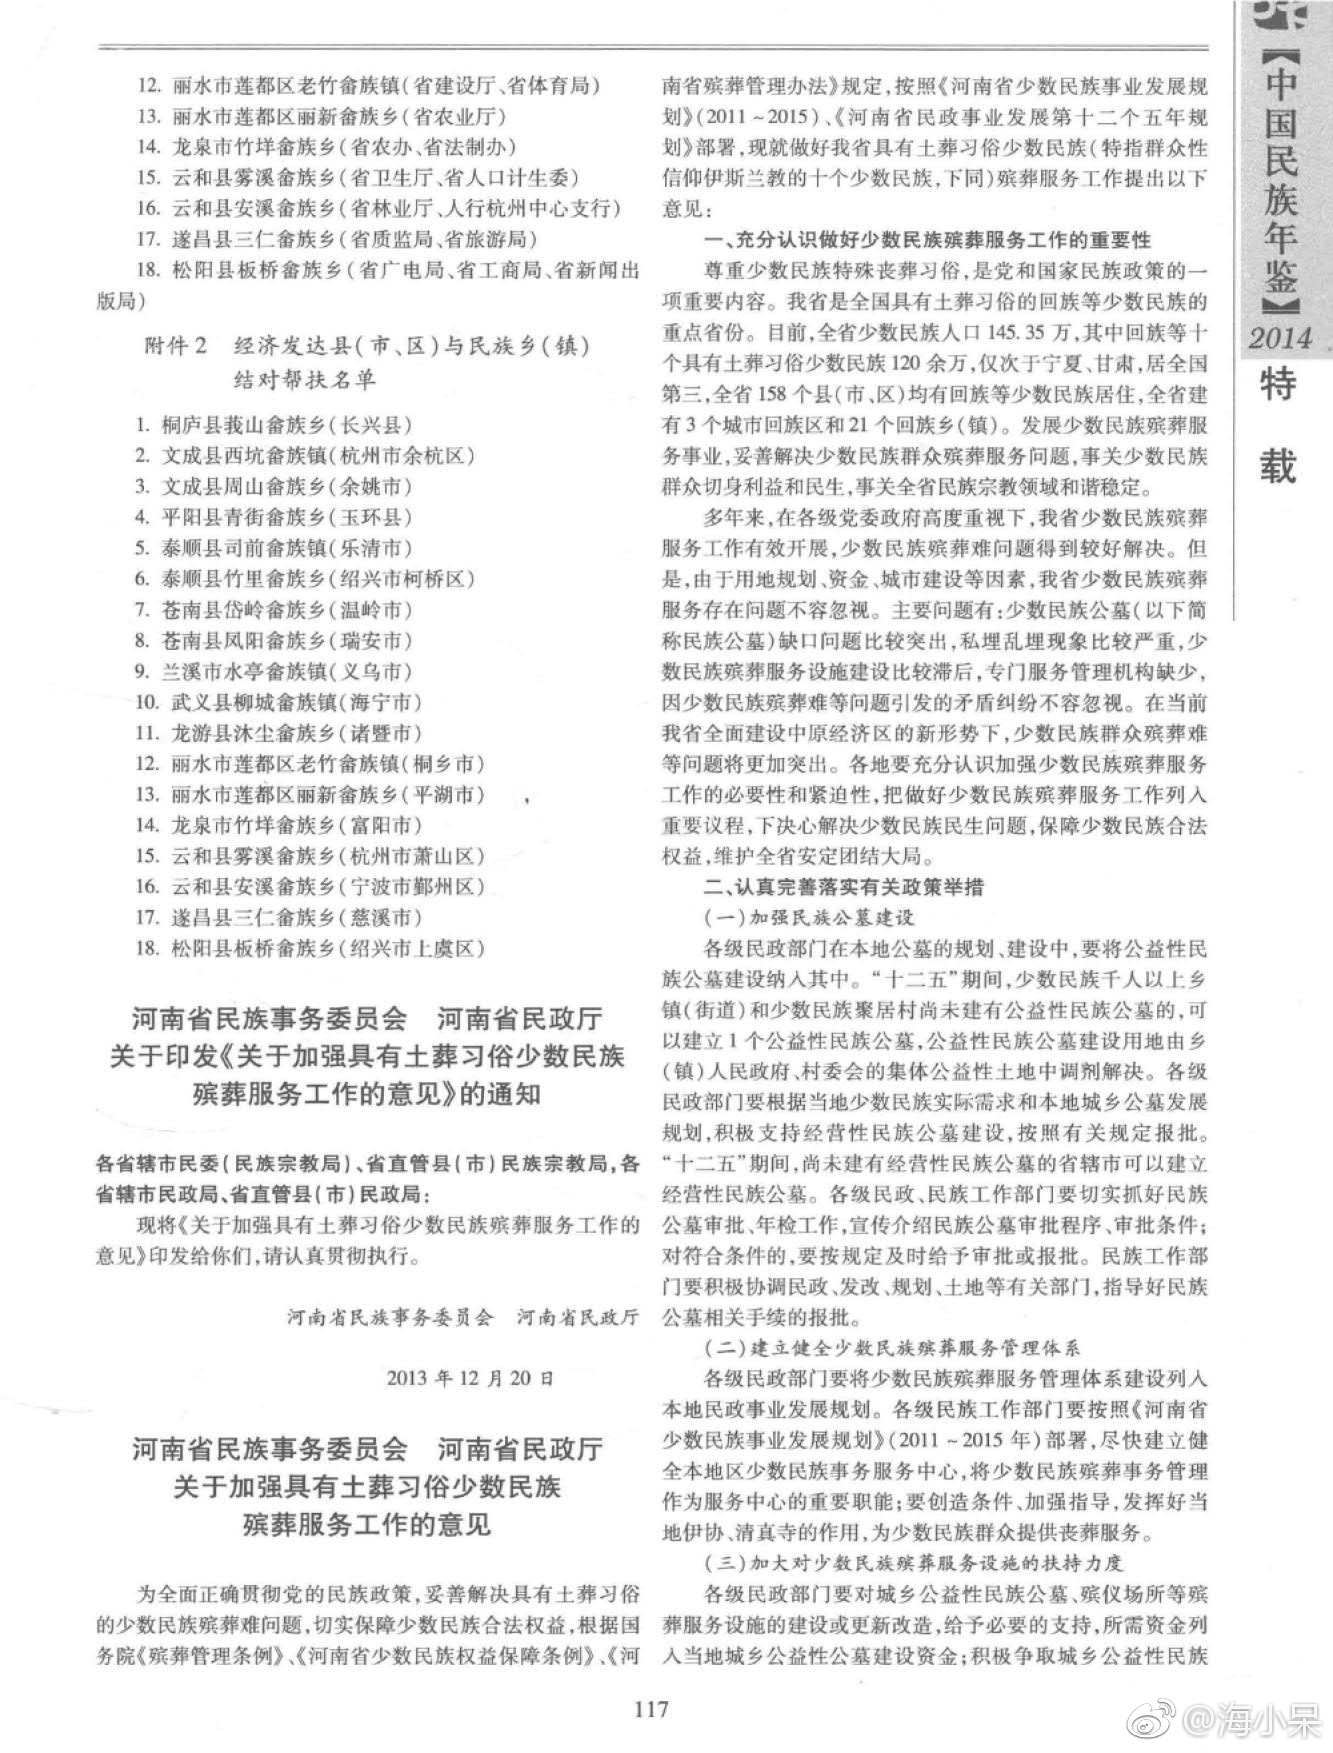 12. 丽水市莲都区老竹畲族镇(省建设厅、省体育局)
13. 丽水市莲都区丽新畲族乡(省农业厅)
14. 龙泉市竹垟畲族乡(省农办、省法制办)
15. 云和县雾溪畲族乡(省卫生厅、省人口计生委)
16. 云和县安溪畲族乡(省林业厅、人行杭州中心支行)
17. 遂昌县三仁畲族乡(省质监局、省旅游局)
18. 松阳县板桥畲族乡(省广电局、省工商局、省新闻出
版局)
附件2 经济发达县(市、区)与民族乡(镇)
结对帮扶名单
1. 桐庐县莪山畲族乡(长兴县)
2. 文成县西坑畲族镇(杭州市余杭区)
3. 文成县周山畲族乡(余姚市)
4. 平阳县青街畲族乡(玉环县)
5. 泰顺县司前畲族镇(乐清市)
6. 泰顺县竹里畲族乡(绍兴市柯桥区)
7. 苍南县岱岭畲族乡(温岭市)
8. 苍南县凤阳畲族乡(瑞安市)
9. 兰溪市水亭畲族镇(义乌市)
10. 武义县柳城畲族镇(海宁市)
11. 龙游县沐尘畲族乡(诸暨市)
12. 丽水市莲都区老竹畲族镇(桐乡市)
13. 丽水市莲都区丽新畲族乡(平湖市)
14. 龙泉市竹垟畲族乡(富阳市)
15. 云和县雾溪畲族乡(杭州市萧山区)
16. 云和县安溪畲族乡(宁波市鄞州区)
17. 遂昌县三仁畲族乡(慈溪市)
18. 松阳县板桥畲族乡(绍兴市上虞区)
河南省民族事务委员会 河南省民政厅
关于印发《关于加强具有土葬习俗少数民族
殡葬服务工作的意见》的通知
各省辖市民委(民族宗教局)、省直管县(市)民族宗教局,各
省辖市民政局、省直管县(市)民政局:
现将《关于加强具有土葬习俗少数民族殡葬服务工作的
意见》印发给你们,请认真贯彻执行。
河南省民族事务委员会 河南省民政厅
2013年12月20日
河南省民族事务委员会 河南省民政厅
关于加强具有土葬习俗少数民族
殡葬服务工作的意见
为全面正确贯彻党的民族政策,妥善解决具有土葬习俗
的少数民族殡葬难问题,切实保障少数民族合法权益,根据国
务院《殡葬管理条例》、《河南省少数民族权益保障条例》、《河
南省殡葬管理办法》规定,按照《河南省少数民族事业发展规
划》(2011~2015)、《河南省民政事业发展第十二个五年规
划》部署,现就做好我省具有土葬习俗少数民族(特指群众性
信仰伊斯兰教的十个少数民族,下同)殡葬服务工作提出以下
意见:
一、充分认识做好少数民族殡葬服务工作的重要性
尊重少数民族特殊丧葬习俗,是党和国家民族政策的一
项重要内容。我省是全国具有土葬习俗的回族等少数民族的
重点省份。目前,全省少数民族人口145.35万,其中回族等十
个具有土葬习俗少数民族120余万,仅次于宁夏、甘肃,居全国
第三,全省158个县(市、区)均有回族等少数民族居住,全省建
有3个城市回族区和21个回族乡(镇)。发展少数民族殡葬服
务事业,妥善解决少数民族群众殡葬服务问题,事关少数民族
群众切身利益和民生,事关全省民族宗教领域和谐稳定。
多年来,在各级党委政府高度重视下,我省少数民族殡葬
服务工作有效开展,少数民族殡葬难问题得到较好解决。但
是,由于用地规划、资金、城市建设等因素,我省少数民族殡葬
服务存在问题不容忽视。主要问题有:少数民族公墓(以下简
称民族公墓)缺口问题比较突出,私埋乱埋现象比较严重,少
数民族殡葬服务设施建设比较滞后,专门服务管理机构缺少,
因少数民族殡葬难等问题引发的矛盾纠纷不容忽视。在当前
我省全面建设中原经济区的新形势下,少数民族群众殡葬难
等问题将更加突出。各地要充分认识加强少数民族殡葬服务
工作的必要性和紧迫性,把做好少数民族殡葬服务工作列入
重要议程,下决心解决少数民族民生问题,保障少数民族合法
权益,维护全省安定团结大局。
二、认真完善落实有关政策举措
(一)加强民族公墓建设
各级民政部门在本地公墓的规划、建设中,要将公益性民
族公墓建设纳入其中。“十二五”期间,少数民族千人以上乡
镇(街道)和少数民族聚居村尚未建有公益性民族公墓的,可
以建立1个公益性民族公墓,公益性民族公墓建设用地由乡
(镇)人民政府、村委会的集体公益性土地中调剂解决。各级
民政部门要根据当地少数民族实际需求和本地城乡公墓发展
规划,积极支持经营性民族公墓建设,按照有关规定报批。
“十二五”期间,尚未建有经营性民族公墓的省辖市可以建立
经营性民族公墓。各级民政、民族工作部门要切实抓好民族
公墓审批、年检工作,宣传介绍民族公墓审批程序、审批条件;
对符合条件的,要按规定及时给予审批或报批。民族工作部
门要积极协调民政、发改、规划、土地等有关部门,指导好民族
公墓相关手续的报批。
(二)建立健全少数民族殡葬服务管理体系
各级民政部门要将少数民族殡葬服务管理体系建设列入
本地民政事业发展规划。各级民族工作部门要按照《河南省
少数民族事业发展规划》(2011~2015年)部署,尽快建立健
全本地区少数民族事务服务中心,将少数民族殡葬事务管理
作为服务中心的重要职能;要创造条件、加强指导,发挥好当
地伊协、清真寺的作用,为少数民族群众提供丧葬服务。
(三)加大对少数民族殡葬服务设施的扶持力度
各级民政部门要对城乡公益性民族公墓、殡仪场所等殡
葬服务设施的建设或更新改造,给予必要的支持,所需资金列
入当地城乡公益性公墓建设资金;积极争取城乡公益性民族
【中国民族年鉴】
2014
特载
117
@海小呆